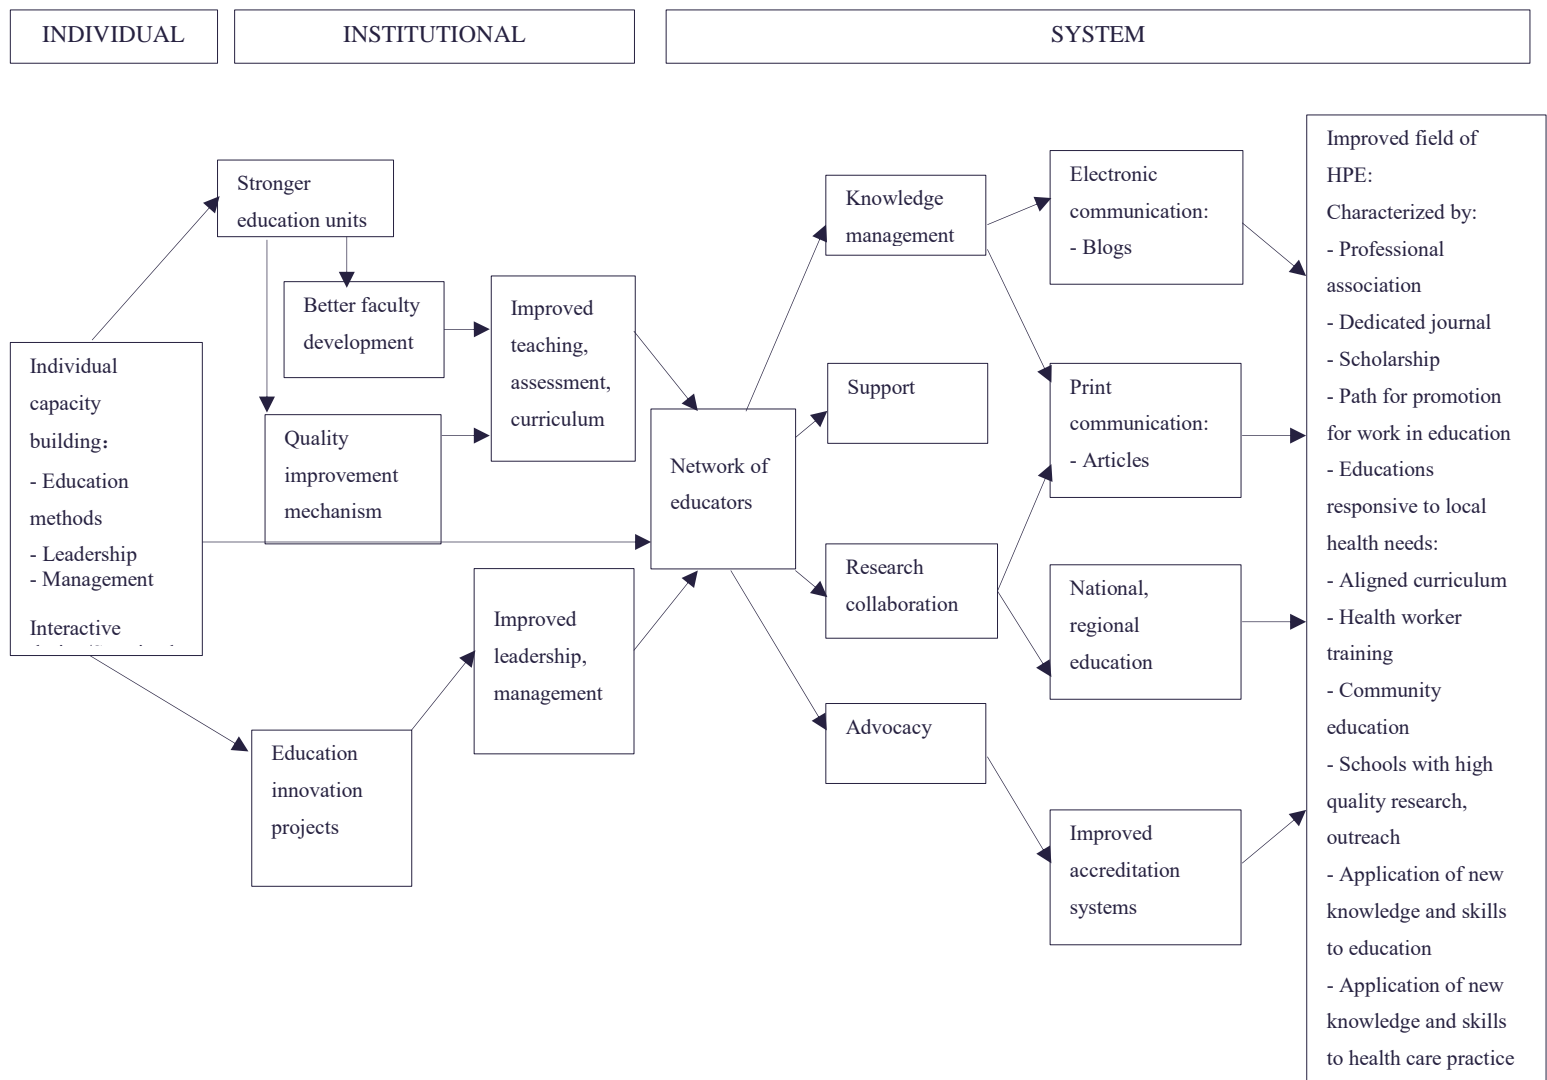 INDIVIDUAL
INSTITUTIONAL
SYSTEM
Stronger
education units
Better faculty
development
Quality
improvement
mechanism
Individual
capacity
building:
- Education
methods
- Leadership
- Management
Interactive
Education
innovation
projects
Improved
teaching,
assessment,
curriculum
Improved
leadership,
management
Network of
educators
Knowledge
management
Support
Research
collaboration
Advocacy
Electronic
communication:
- Blogs
Print
communication:
- Articles
National,
regional
education
Improved
accreditation
systems
Improved field of
HPE:
Characterized by:
- Professional
association
- Dedicated journal
- Scholarship
- Path for promotion
for work in education
- Educations
responsive to local
health needs:
- Aligned curriculum
- Health worker
training
- Community
education
- Schools with high
quality research,
outreach
- Application of new
knowledge and skills
to education
- Application of new
knowledge and skills
to health care practice